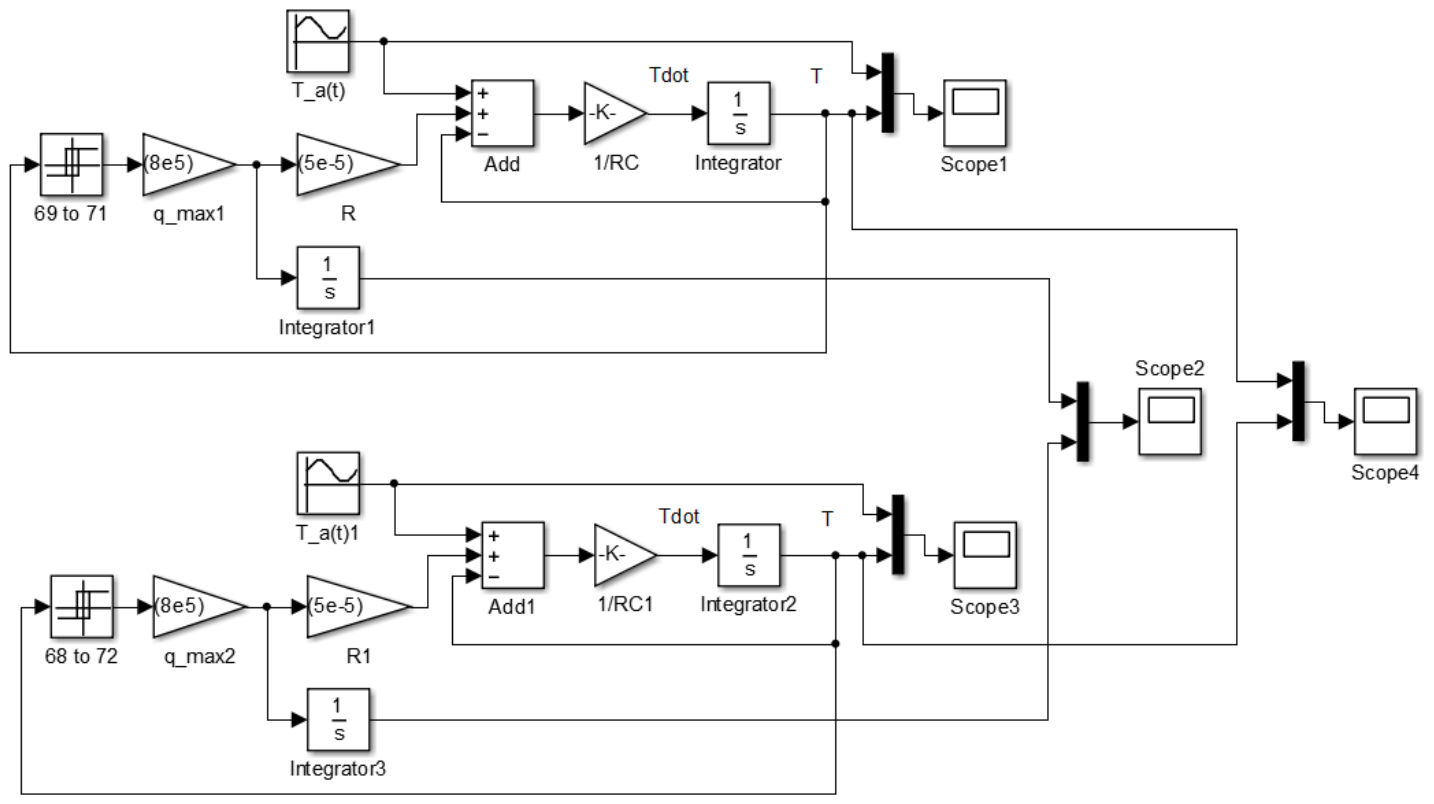 T_a(t)
Tdot
T
+
+
−
1
s
-K-
Add
1/RC
Integrator
Scope1
(8e5)
(5e-5)
69 to 71
q_max1
R
1
s
Integrator1
Scope2
Scope4
T_a(t)1
Tdot
T
+
+
−
1
s
-K-
Add1
1/RC1
Integrator2
Scope3
(8e5)
(5e-5)
68 to 72
q_max2
R1
1
s
Integrator3